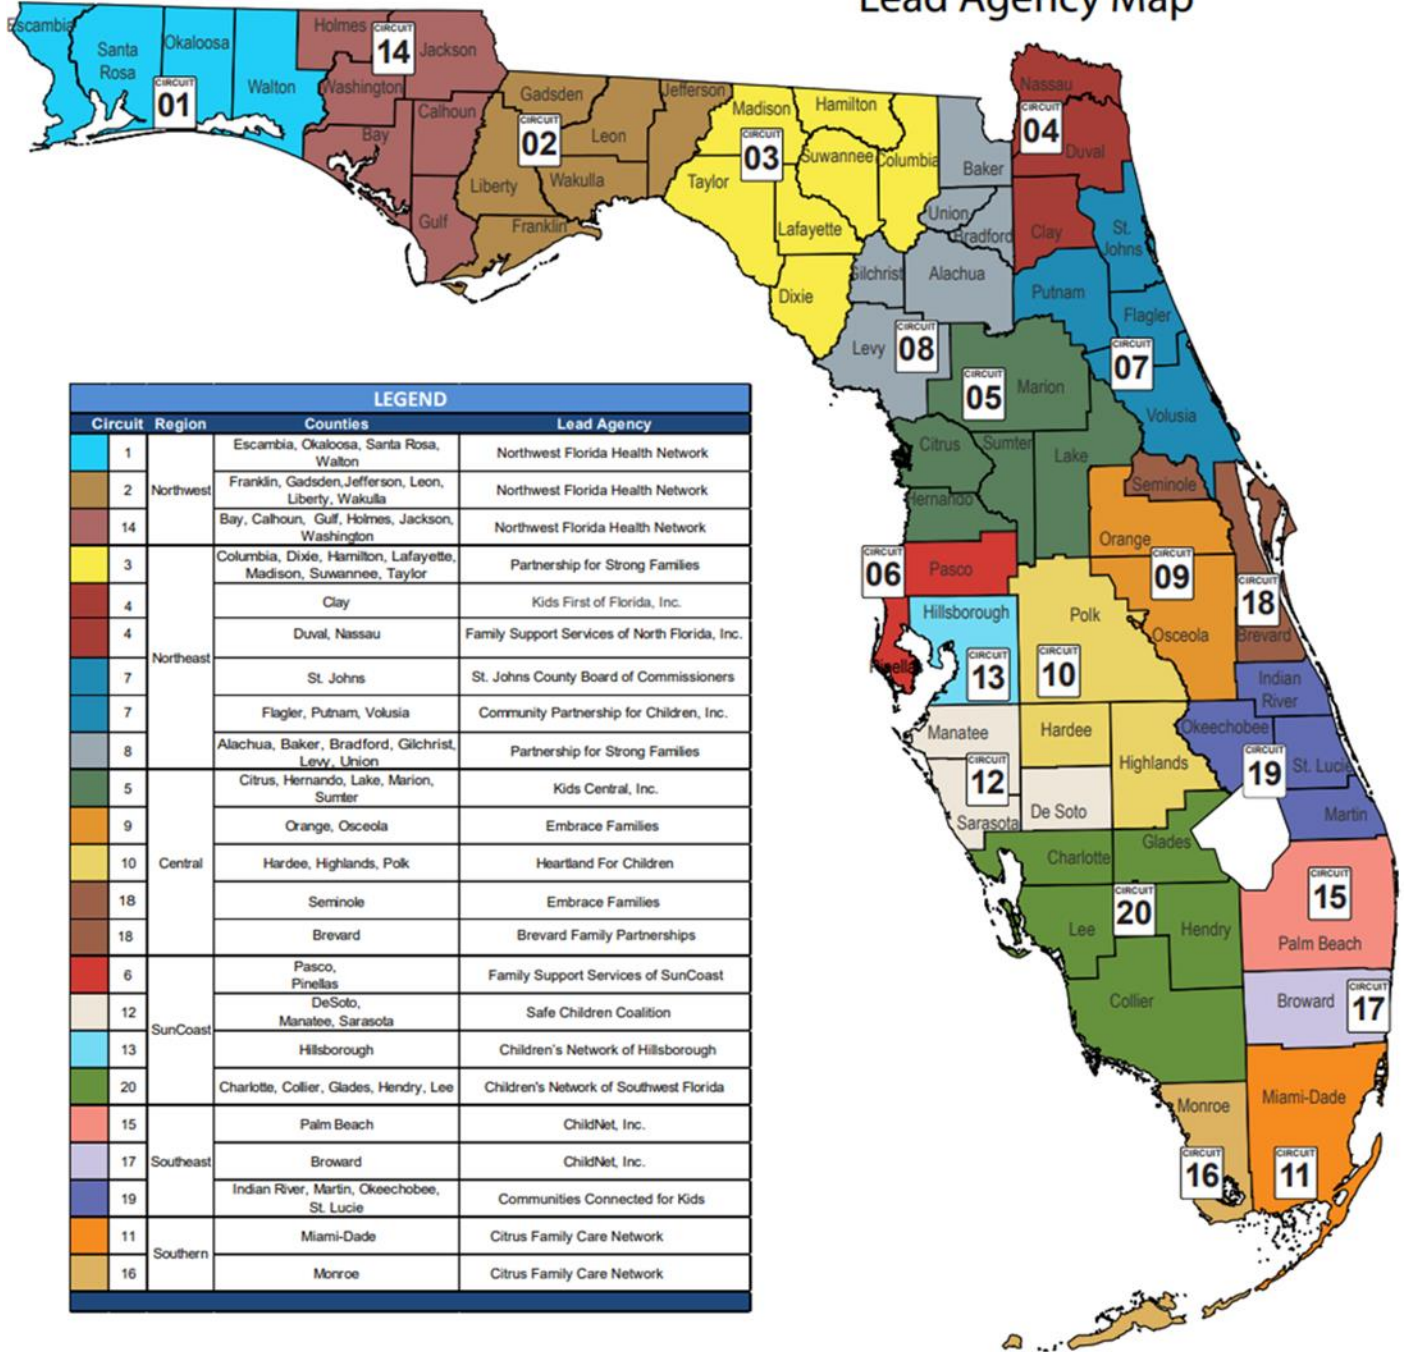 Lead Agency Map
Escambia
Santa
Rosa
Okaloosa
Walton
CIRCUIT
01
Holmes
CIRCUIT
14
Jackson
Washington
Calhoun
Bay
Gulf
Gadsden
Jefferson
CIRCUIT
02
Leon
Liberty
Wakulla
Franklin
Madison
Hamilton
CIRCUIT
03
Suwannee
Columbia
Taylor
Lafayette
Dixie
Baker
Union
Bradford
Gilchrist
Alachua
Levy
CIRCUIT
08
Nassau
CIRCUIT
04
Duval
Clay
St.
Johns
Putnam
Flagler
CIRCUIT
07
Volusia
CIRCUIT
05
Marion
Citrus
Sumter
Lake
Hernando
Seminole
Orange
CIRCUIT
09
Osceola
CIRCUIT
18
Brevard
CIRCUIT
06
Pasco
Pinellas
Hillsborough
CIRCUIT
13
Polk
CIRCUIT
10
Hardee
Highlands
Manatee
CIRCUIT
12
Sarasota
De Soto
Indian
River
Okeechobee
CIRCUIT
19
St. Lucie
Martin
Glades
Charlotte
CIRCUIT
20
Lee
Hendry
Collier
CIRCUIT
15
Palm Beach
Broward
CIRCUIT
17
Monroe
CIRCUIT
16
Miami-Dade
CIRCUIT
11
LEGEND
Circuit Region Counties Lead Agency
1 Escambia, Okaloosa, Santa Rosa,
Walton Northwest Florida Health Network
Northwest
2 Franklin, Gadsden,Jefferson, Leon,
Liberty, Wakulla Northwest Florida Health Network
14 Bay, Calhoun, Gulf, Holmes, Jackson,
Washington Northwest Florida Health Network
3 Columbia, Dixie, Hamilton, Lafayette,
Madison, Suwannee, Taylor Partnership for Strong Families
4 Clay Kids First of Florida, Inc.
4 Duval, Nassau Family Support Services of North Florida, Inc.
Northeast
7 St. Johns St. Johns County Board of Commissioners
7 Flagler, Putnam, Volusia Community Partnership for Children, Inc.
8 Alachua, Baker, Bradford, Gilchrist,
Levy, Union Partnership for Strong Families
5 Citrus, Hernando, Lake, Marion,
Sumter Kids Central, Inc.
9 Orange, Osceola Embrace Families
10 Central Hardee, Highlands, Polk Heartland For Children
18 Seminole Embrace Families
18 Brevard Brevard Family Partnerships
6 Pasco,
Pinellas Family Support Services of SunCoast
12 DeSoto,
Manatee, Sarasota Safe Children Coalition
SunCoast
13 Hillsborough Children's Network of Hillsborough
20 Charlotte, Collier, Glades, Hendry, Lee Children's Network of Southwest Florida
15 Palm Beach ChildNet, Inc.
17 Southeast Broward ChildNet, Inc.
19 Indian River, Martin, Okeechobee,
St. Lucie Communities Connected for Kids
11 Miami-Dade Citrus Family Care Network
Southern
16 Monroe Citrus Family Care Network